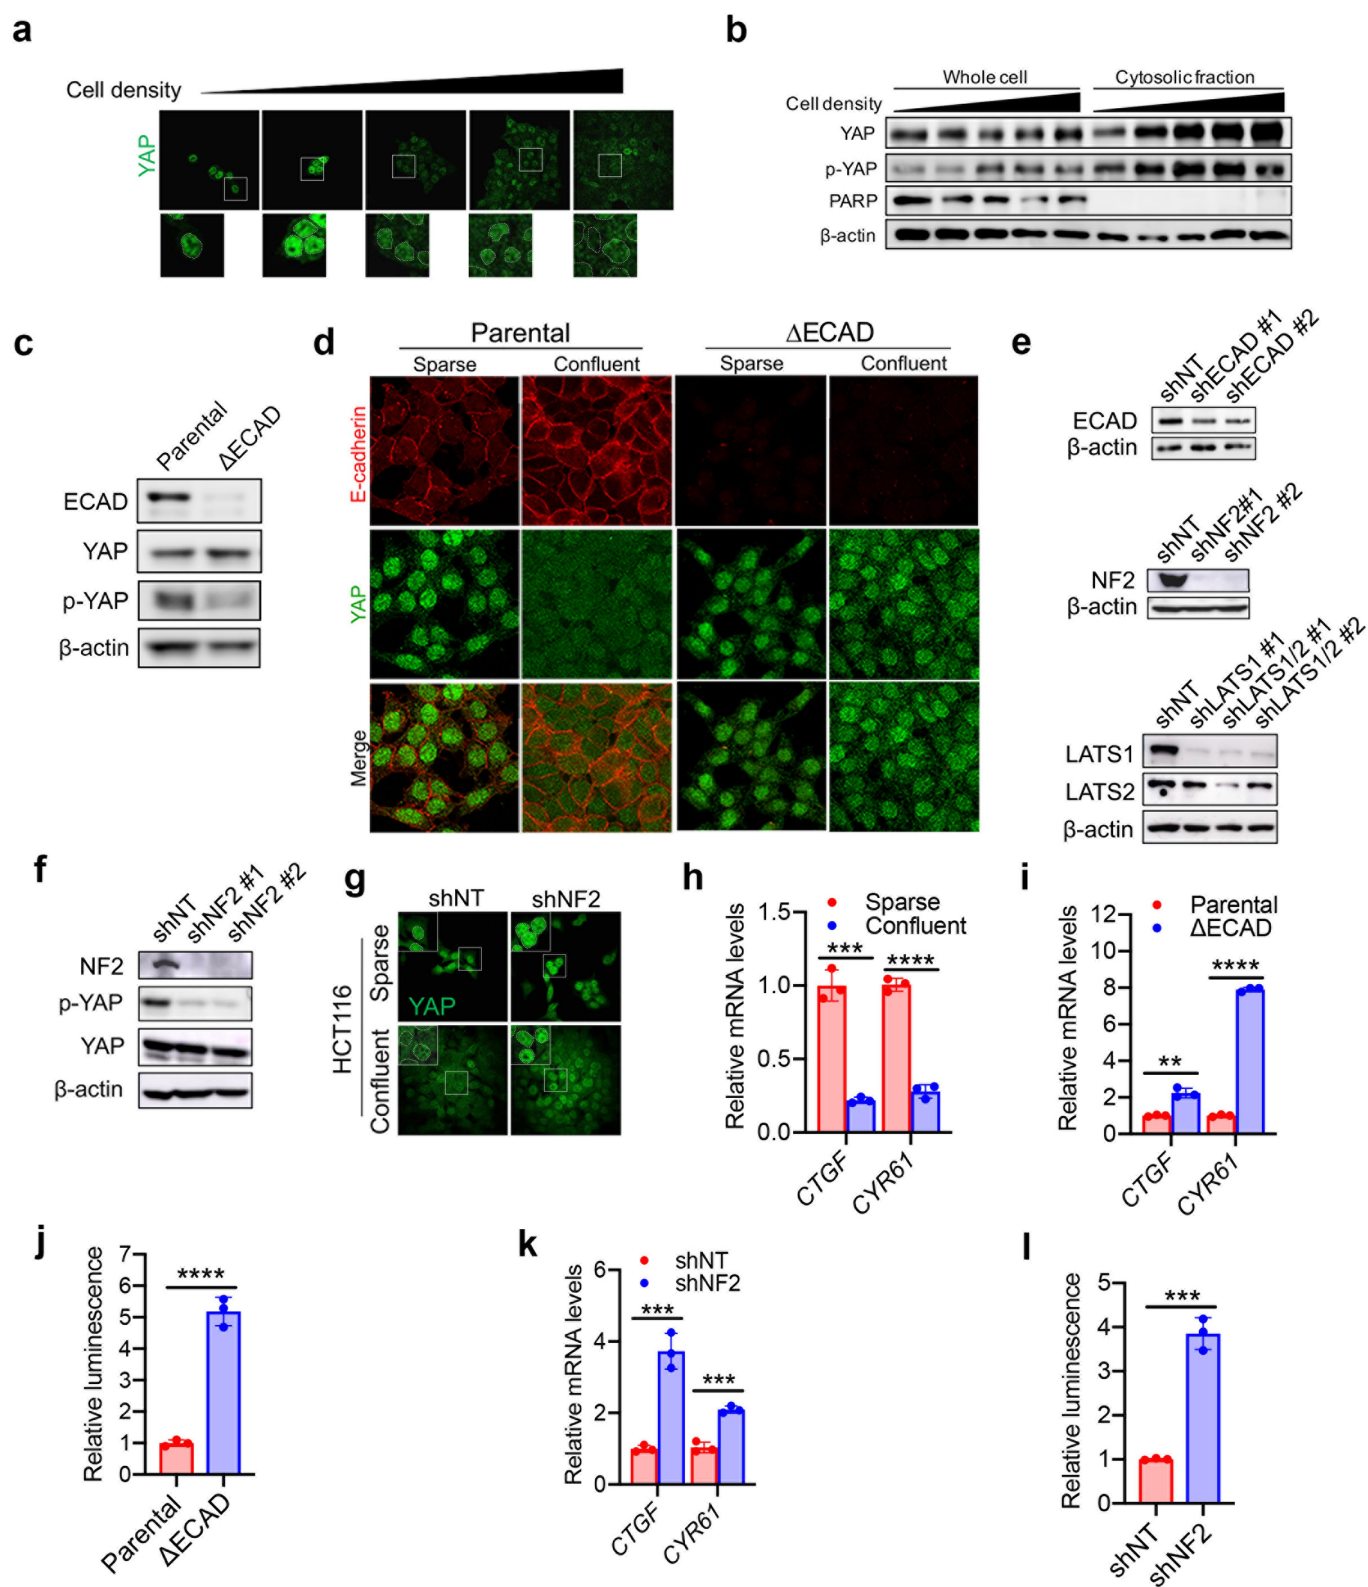 a
Cell density
YAP
b
Whole cell
Cytosolic fraction
Cell density
YAP
p-YAP
PARP
β-actin
c
Parental
ΔECAD
ECAD
YAP
p-YAP
β-actin
d
Parental
ΔECAD
Sparse
Confluent
Sparse
Confluent
E-cadherin
YAP
Merge
e
shNT
shECAD #1
shECAD #2
ECAD
β-actin
shNT
shNF2#1
shNF2 #2
NF2
β-actin
shNT
shLATS1 #1
shLATS1/2 #1
shLATS1/2 #2
LATS1
LATS2
β-actin
f
shNT
shNF2 #1
shNF2 #2
NF2
p-YAP
YAP
β-actin
g
shNT
shNF2
HCT116
Sparse
Confluent
YAP
h
Sparse
Confluent
Relative mRNA levels
1.5
1.0
0.5
0.0
***
****
CTGF
CYR61
i
Parental
ΔECAD
Relative mRNA levels
12
10
8
6
4
2
0
**
****
CTGF
CYR61
j
Relative luminescence
7
6
5
4
3
2
1
0
****
Parental
ΔECAD
k
shNT
shNF2
Relative mRNA levels
6
4
2
0
***
***
CTGF
CYR61
l
Relative luminescence
5
4
3
2
1
0
***
shNT
shNF2